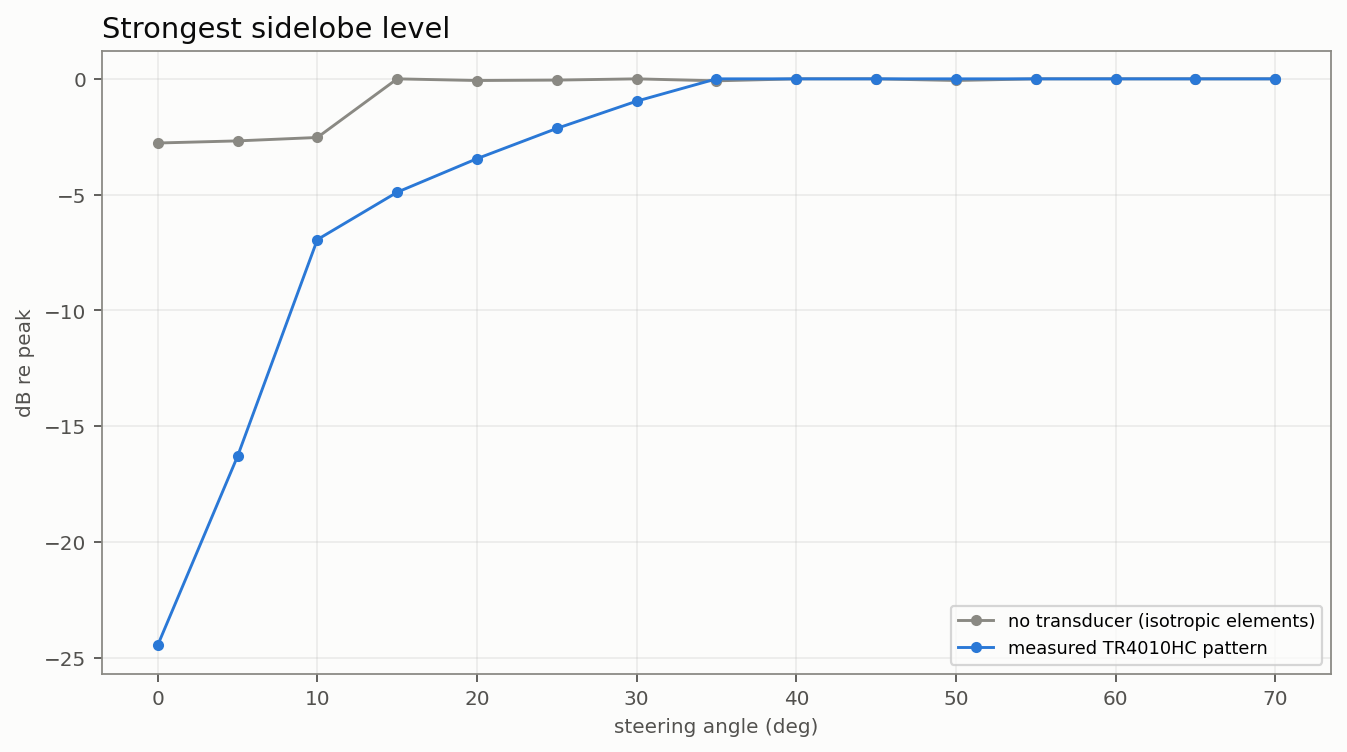 Strongest sidelobe level
0
−5
−10
−15
−20
−25
dB re peak
0 10 20 30 40 50 60 70
steering angle (deg)
no transducer (isotropic elements)
measured TR4010HC pattern